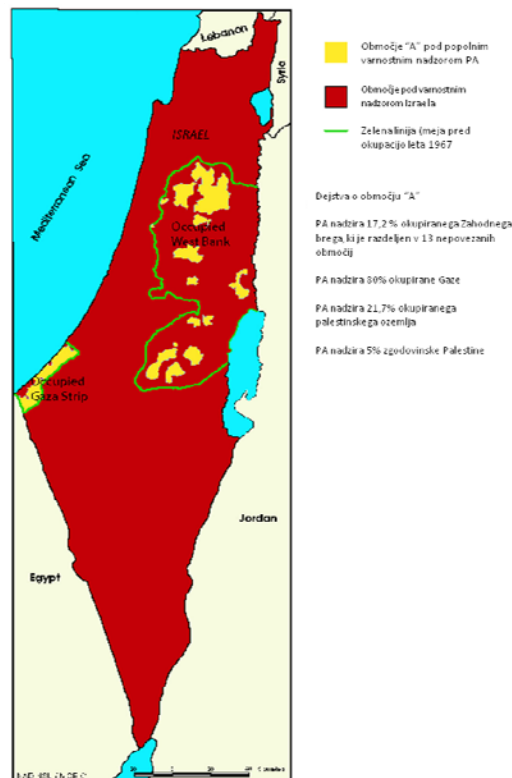 Lebanon
Syria
ISRAEL
Mediterranean Sea
Occupied
West Bank
Occupied
Gaza Strip
Jordan
Egypt
Območje "A" pod popolnim
varnostnim nadzorom PA
Območje pod varnostnim
nadzorom Izraela
Zelena linija (meja pred
okupacijo leta 1967
Dejstva o območju "A"
PA nadzira 17,2 % okupiranega Zahodnega
brega, ki je razdeljen v 13 nepovezanih
območij
PA nadzira 80% okupirane Gaze
PA nadzira 21,7% okupiranega
palestinskega ozemlja
PA nadzira 5% zgodovinske Palestine